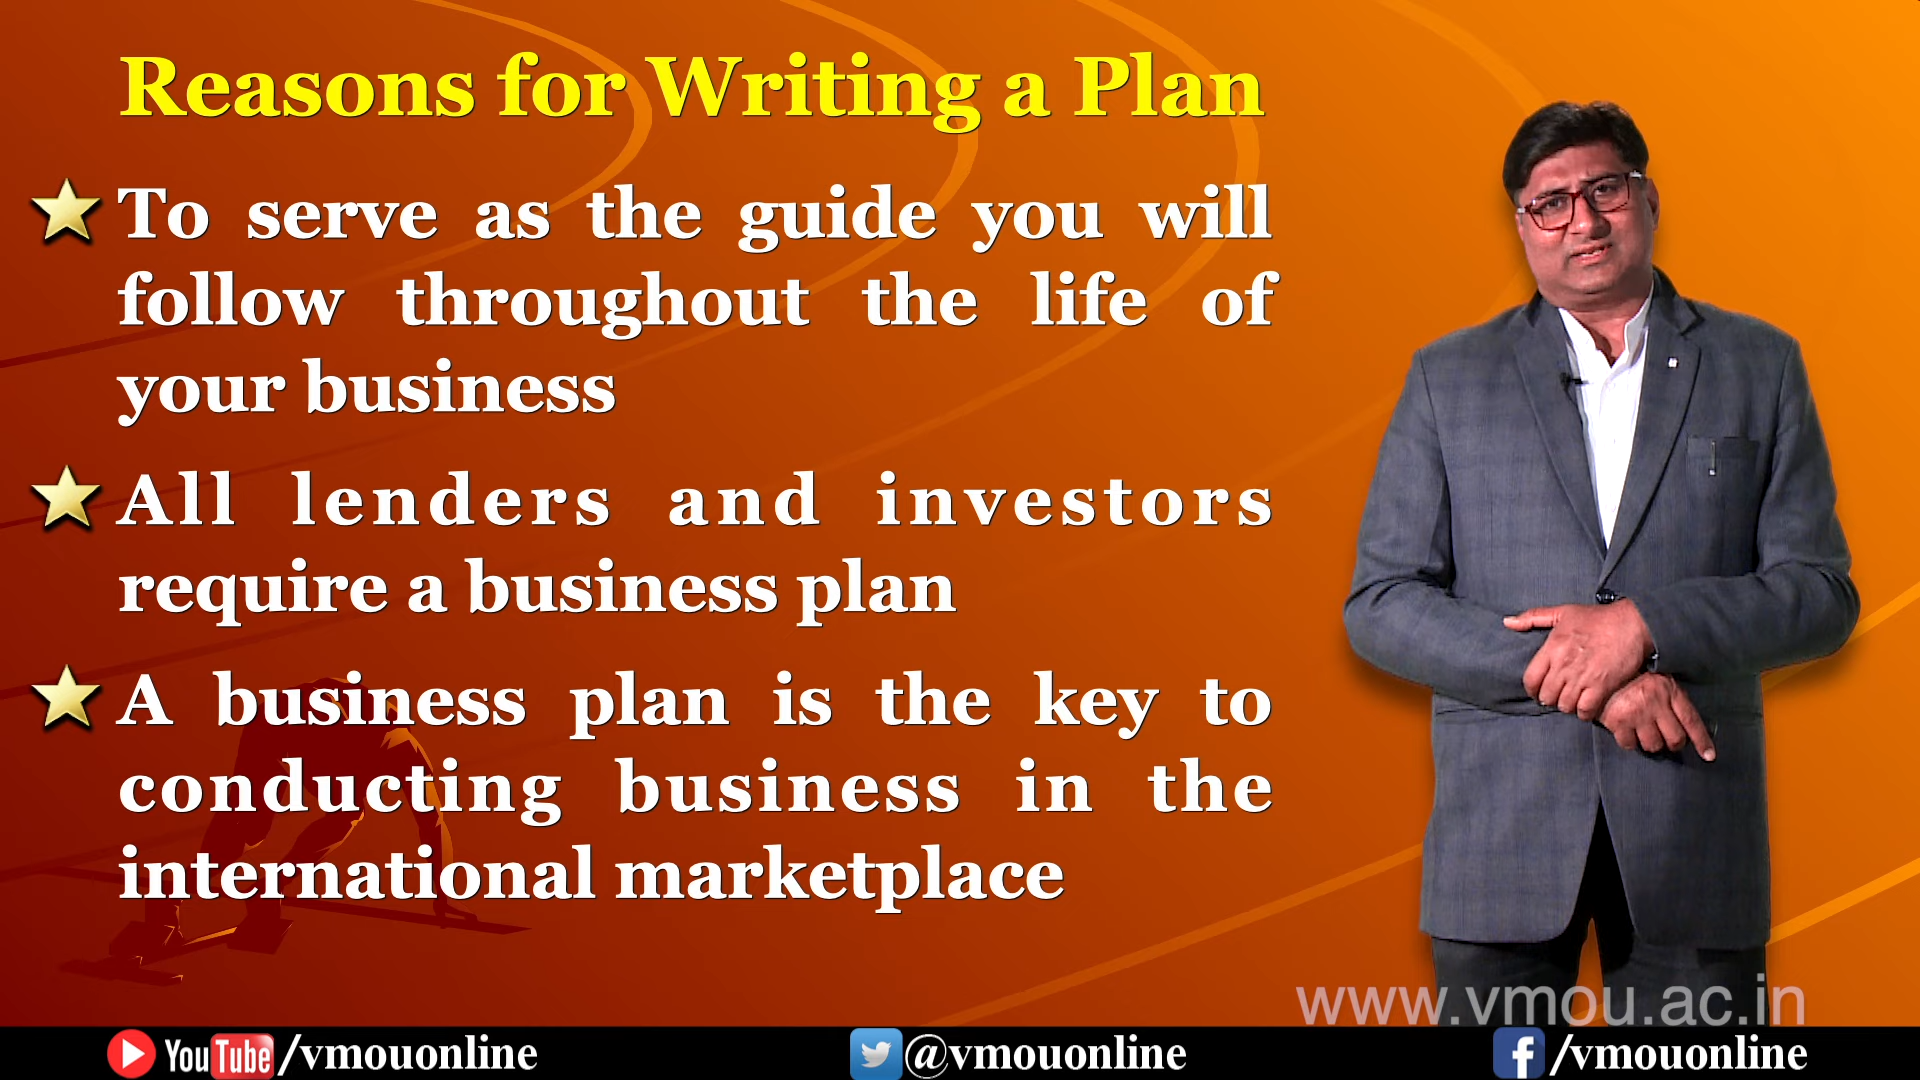 Reasons for Writing a Plan
To serve as the guide you will
follow throughout the life of
your business
All lenders and investors
require a business plan
A business plan is the key to
conducting business in the
international marketplace
www.vmou.ac.in
YouTube /vmouonline
@vmouonline
f /vmouonline